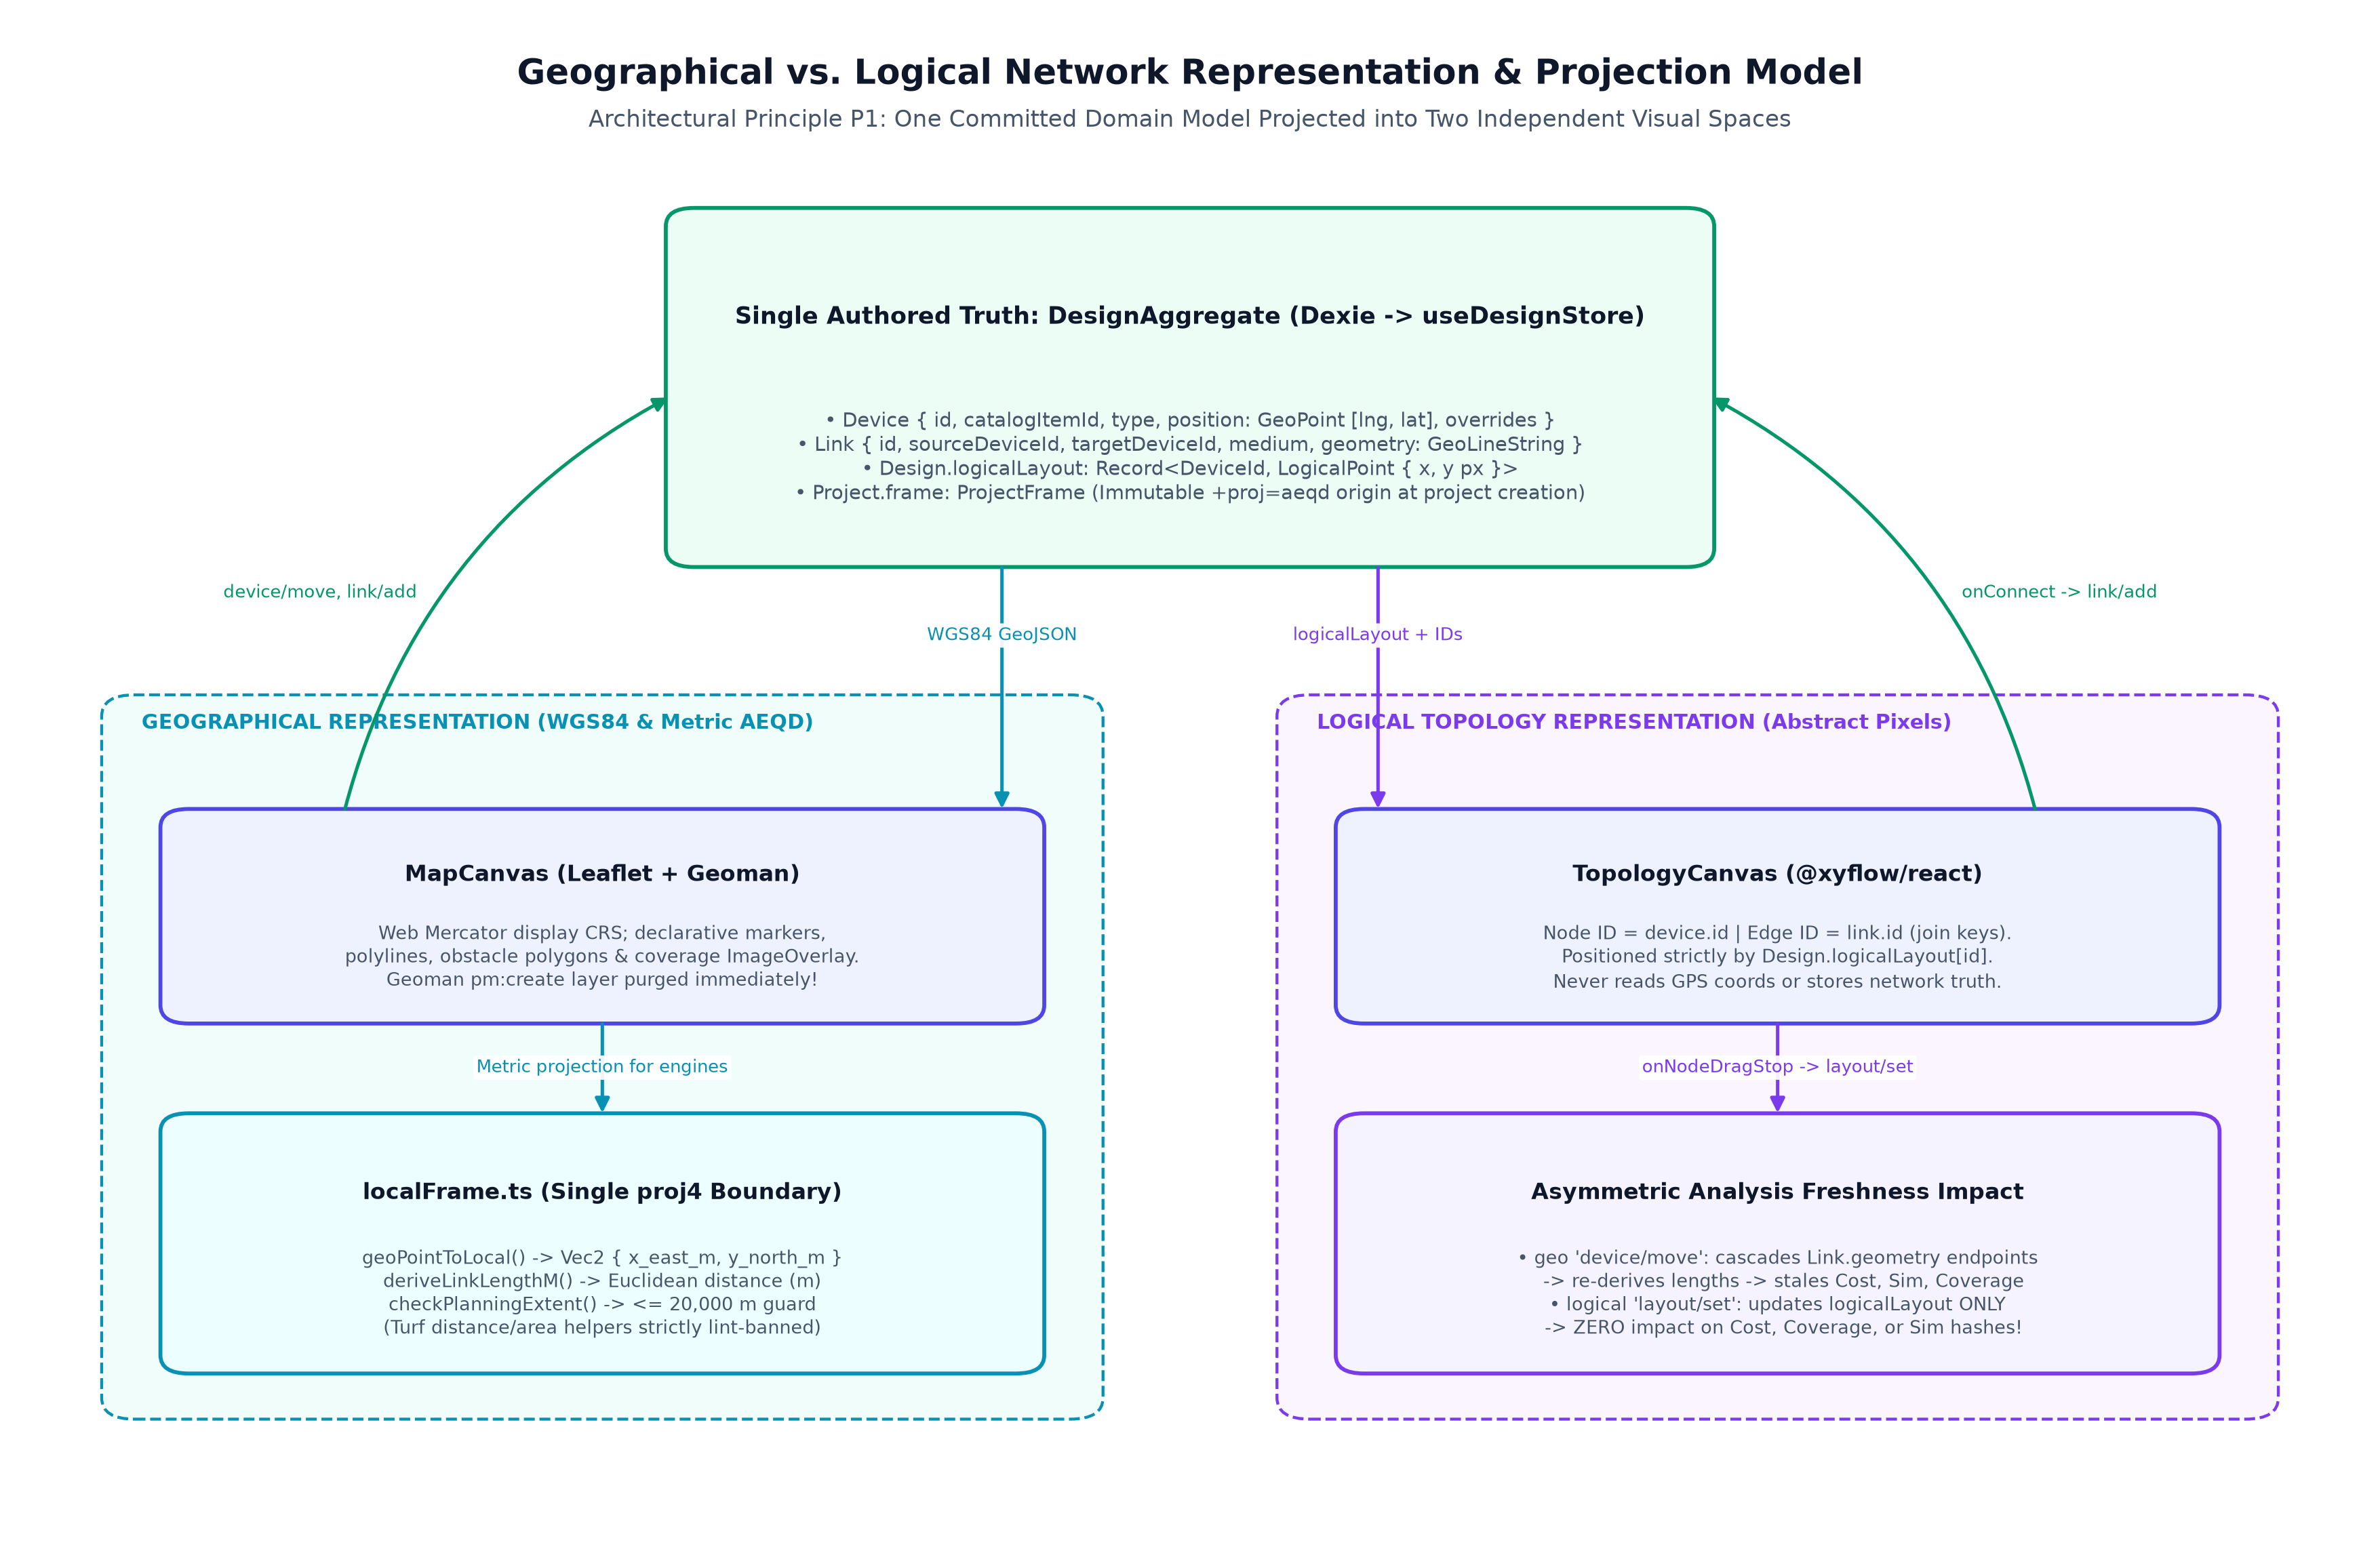 Geographical vs. Logical Network Representation & Projection Model
Architectural Principle P1: One Committed Domain Model Projected into Two Independent Visual Spaces
Single Authored Truth: DesignAggregate (Dexie -> useDesignStore)
• Device { id, catalogItemId, type, position: GeoPoint [lng, lat], overrides }
• Link { id, sourceDeviceId, targetDeviceId, medium, geometry: GeoLineString }
• Design.logicalLayout: Record<DeviceId, LogicalPoint { x, y px }>
• Project.frame: ProjectFrame (Immutable +proj=aeqd origin at project creation)
device/move, link/add
onConnect -> link/add
WGS84 GeoJSON
logicalLayout + IDs
GEOGRAPHICAL REPRESENTATION (WGS84 & Metric AEQD)
MapCanvas (Leaflet + Geoman)
Web Mercator display CRS; declarative markers,
polylines, obstacle polygons & coverage ImageOverlay.
Geoman pm:create layer purged immediately!
Metric projection for engines
localFrame.ts (Single proj4 Boundary)
geoPointToLocal() -> Vec2 { x_east_m, y_north_m }
deriveLinkLengthM() -> Euclidean distance (m)
checkPlanningExtent() -> <= 20,000 m guard
(Turf distance/area helpers strictly lint-banned)
LOGICAL TOPOLOGY REPRESENTATION (Abstract Pixels)
TopologyCanvas (@xyflow/react)
Node ID = device.id | Edge ID = link.id (join keys).
Positioned strictly by Design.logicalLayout[id].
Never reads GPS coords or stores network truth.
onNodeDragStop -> layout/set
Asymmetric Analysis Freshness Impact
• geo 'device/move': cascades Link.geometry endpoints
-> re-derives lengths -> stales Cost, Sim, Coverage
• logical 'layout/set': updates logicalLayout ONLY
-> ZERO impact on Cost, Coverage, or Sim hashes!